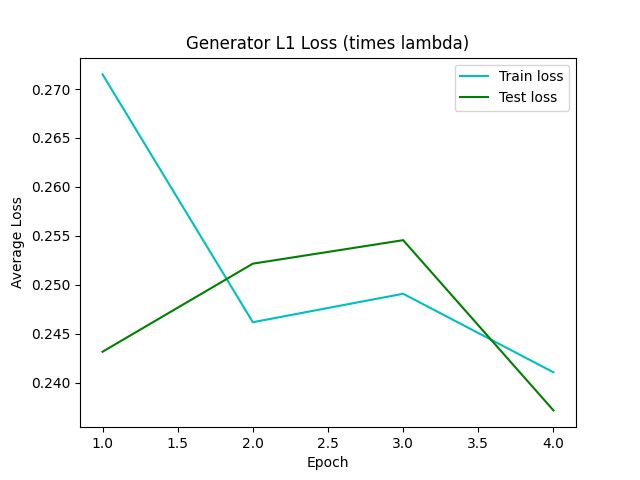 Generator L1 Loss (times lambda)
Train loss
Test loss
Average Loss
0.270
0.265
0.260
0.255
0.250
0.245
0.240
1.0
1.5
2.0
2.5
3.0
3.5
4.0
Epoch